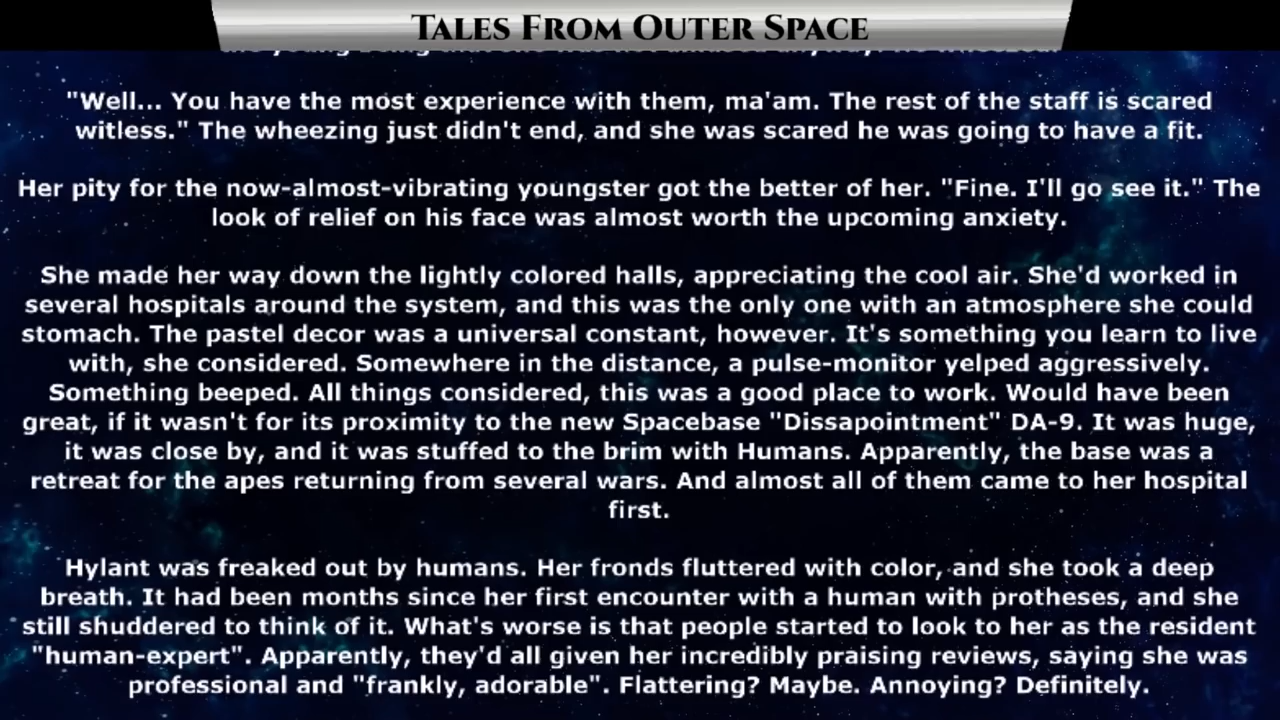 Tales From Outer Space
"Well... You have the most experience with them, ma'am. The rest of the staff is scared
witless." The wheezing just didn't end, and she was scared he was going to have a fit.
Her pity for the now-almost-vibrating youngster got the better of her. "Fine. I'll go see it." The
look of relief on his face was almost worth the upcoming anxiety.
She made her way down the lightly colored halls, appreciating the cool air. She'd worked in
several hospitals around the system, and this was the only one with an atmosphere she could
stomach. The pastel decor was a universal constant, however. It's something you learn to live
with, she considered. Somewhere in the distance, a pulse-monitor yelped aggressively.
Something beeped. All things considered, this was a good place to work. Would have been
great, if it wasn't for its proximity to the new Spacebase "Dissapointment" DA-9. It was huge,
it was close by, and it was stuffed to the brim with Humans. Apparently, the base was a
retreat for the apes returning from several wars. And almost all of them came to her hospital
first.
Hylant was freaked out by humans. Her fronds fluttered with color, and she took a deep
breath. It had been months since her first encounter with a human with protheses, and she
still shuddered to think of it. What's worse is that people started to look to her as the resident
"human-expert". Apparently, they'd all given her incredibly praising reviews, saying she was
professional and "frankly, adorable". Flattering? Maybe. Annoying? Definitely.